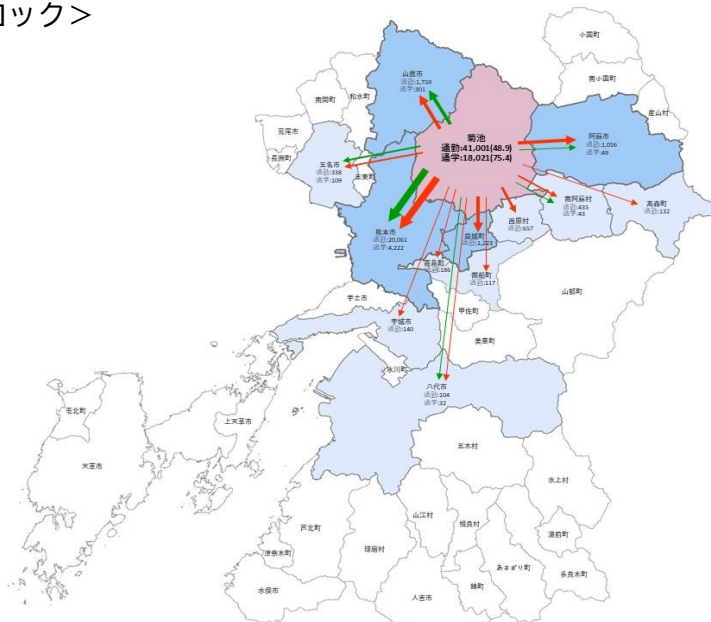 ロック＞
小国町
南小国町
産山村
山鹿市
通勤:1,759
通学:301
和水町
南関町
荒尾市
長洲町
玉名市
通勤:338
通学:109
玉東町
菊池
通勤:41,001(48.9)
通学:18,021(75.4)
阿蘇市
通勤:1,056
通学:49
南阿蘇村
通勤:435
通学:43
高森町
通勤:132
西原村
通勤:657
熊本市
通勤:20,061
通学:4,222
益城町
通勤:1,223
嘉島町
通勤:186
御船町
通勤:117
山都町
宇土市
甲佐町
宇城市
通勤:140
美里町
氷川町
八代市
通勤:104
通学:32
苓北町
上天草市
天草市
五木村
水上村
芦北町
山江村
相良村
湯前町
津奈木町
球磨村
あさぎり町
多良木町
水俣市
人吉市
錦町